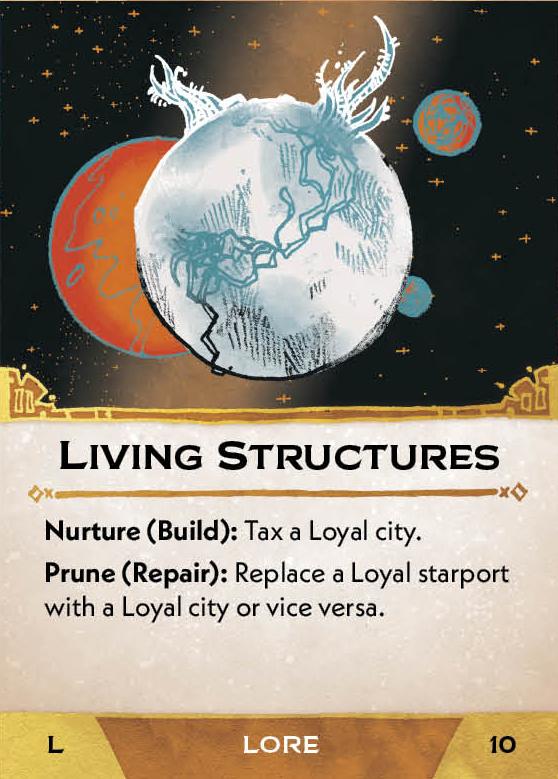 Living Structures
Nurture (Build): Tax a Loyal city.
Prune (Repair): Replace a Loyal starport
with a Loyal city or vice versa.
L LORE 10